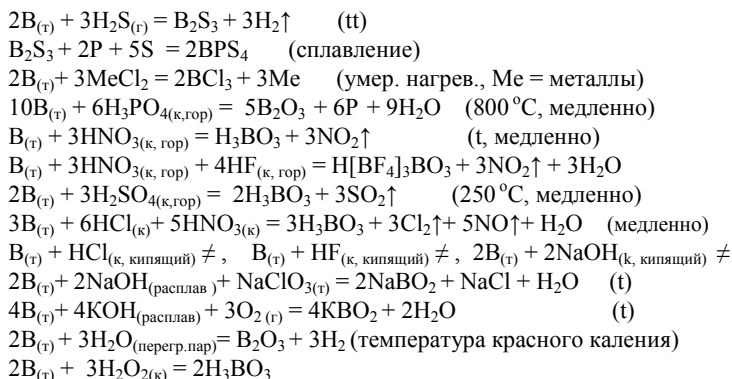 2B(т) + 3H₂S(г) = B₂S₃ + 3H₂↑ (tt)
B₂S₃ + 2P + 5S = 2BPS₄ (сплавление)
2B(т)+ 3MeCl₂ = 2BCl₃ + 3Me (умер. нагрев., Me = металлы)
10B(т) + 6H₃PO₄(к,гор) = 5B₂O₃ + 6P + 9H₂O (800 °C, медленно)
B(т) + 3HNO₃(к, гор) = H₃BO₃ + 3NO₂↑ (t, медленно)
B(т) + 3HNO₃(к, гор) + 4HF(к, гор) = H[BF₄]₃BO₃ + 3NO₂↑ + 3H₂O
2B(т) + 3H₂SO₄(к,гор) = 2H₃BO₃ + 3SO₂↑ (250 °C, медленно)
3B(т) + 6HCl(к)+ 5HNO₃(к) = 3H₃BO₃ + 3Cl₂↑+ 5NO↑+ H₂O (медленно)
B(т) + HCl(к, кипящий) ≠ , B(т) + HF(к, кипящий) ≠ , 2B(т) + 2NaOH(k, кипящий) ≠
2B(т)+ 2NaOH(расплав )+ NaClO₃(т) = 2NaBO₂ + NaCl + H₂O (t)
4B(т)+ 4KOH(расплав) + 3O₂ (г) = 4KBO₂ + 2H₂O (t)
2B(т) + 3H₂O(перегр.пар)= B₂O₃ + 3H₂ (температура красного каления)
2B(т) + 3H₂O₂(к) = 2H₃BO₃